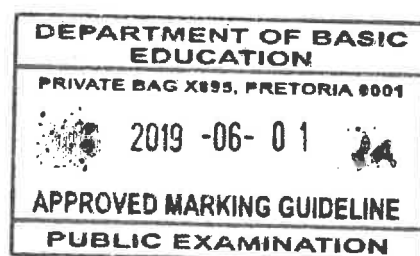 DEPARTMENT OF BASIC
EDUCATION
PRIVATE BAG X895, PRETORIA 0001
2019 -06- 01
APPROVED MARKING GUIDELINE
PUBLIC EXAMINATION